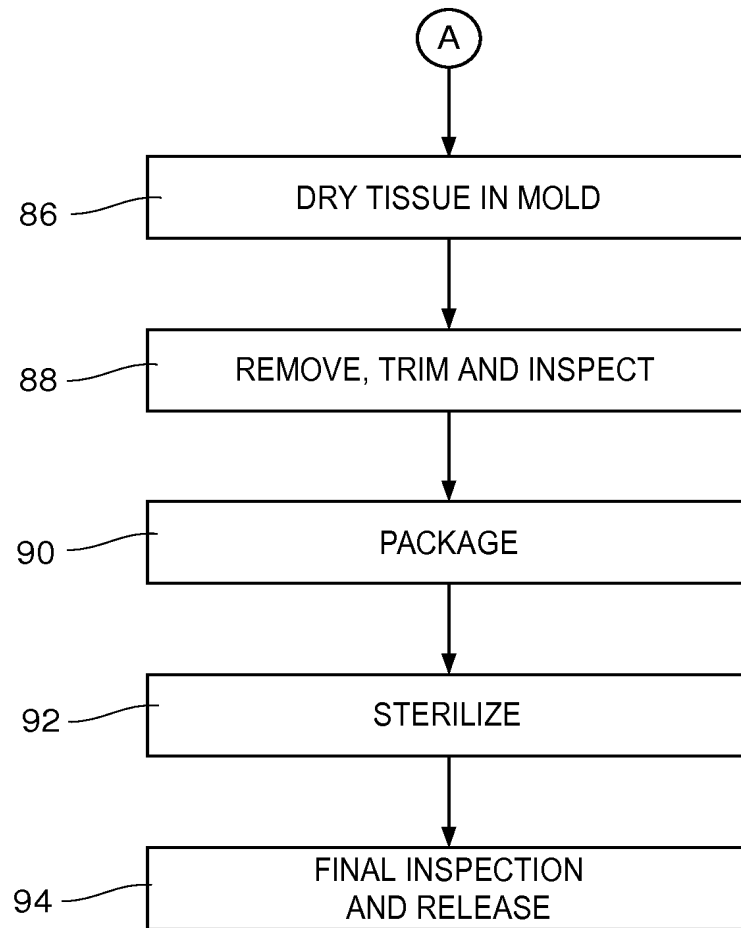 A
86
DRY TISSUE IN MOLD
88
REMOVE, TRIM AND INSPECT
90
PACKAGE
92
STERILIZE
94
FINAL INSPECTION
AND RELEASE